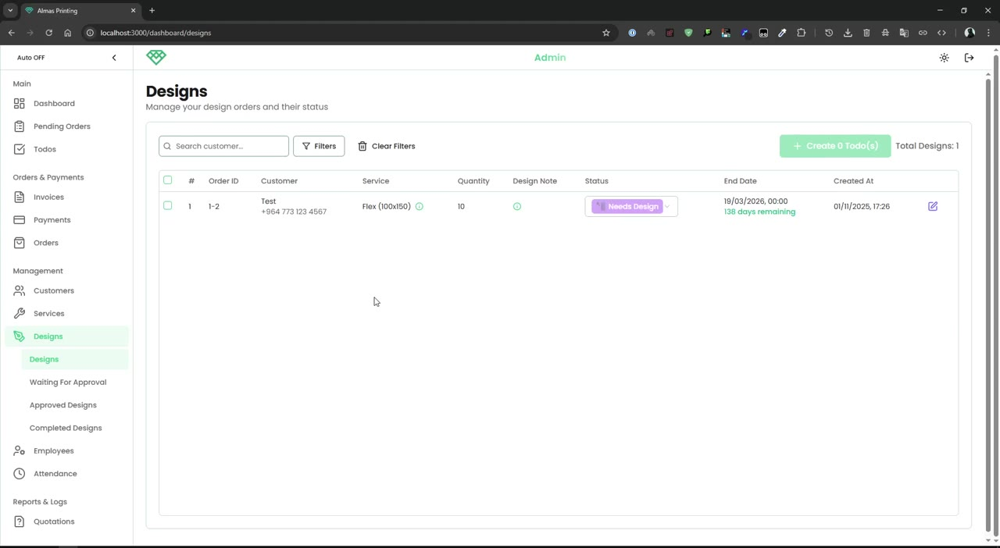 Almas Printing
localhost:3000/dashboard/designs
Auto OFF
Admin
Main
Dashboard
Pending Orders
Todos
Orders & Payments
Invoices
Payments
Orders
Management
Customers
Services
Designs
Designs
Waiting For Approval
Approved Designs
Completed Designs
Employees
Attendance
Reports & Logs
Quotations
Designs
Manage your design orders and their status
Search customer...
Filters
Clear Filters
+ Create 0 Todo(s)
Total Designs: 1
# Order ID Customer Service Quantity Design Note Status End Date Created At
1 1-2 Test Flex (100x150) 10 Needs Design 19/03/2026, 00:00 01/11/2025, 17:26
+964 773 123 4567 138 days remaining